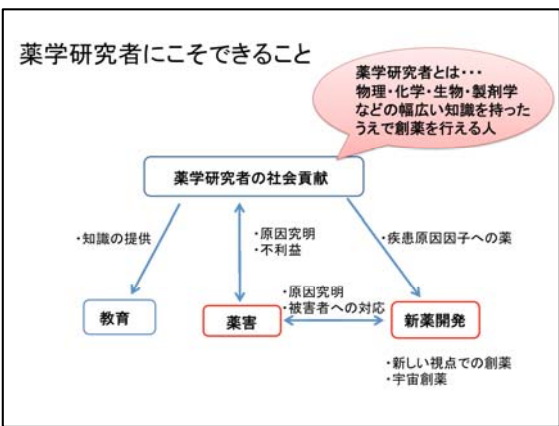 薬学研究者にこそできること
薬学研究者とは・・・
物理・化学・生物・製剤学
などの幅広い知識を持った
うえで創薬を行える人
薬学研究者の社会貢献
・知識の提供
・原因究明
・不利益
・疾患原因因子への薬
・原因究明
・被害者への対応
教育
薬害
新薬開発
・新しい視点での創薬
・宇宙創薬